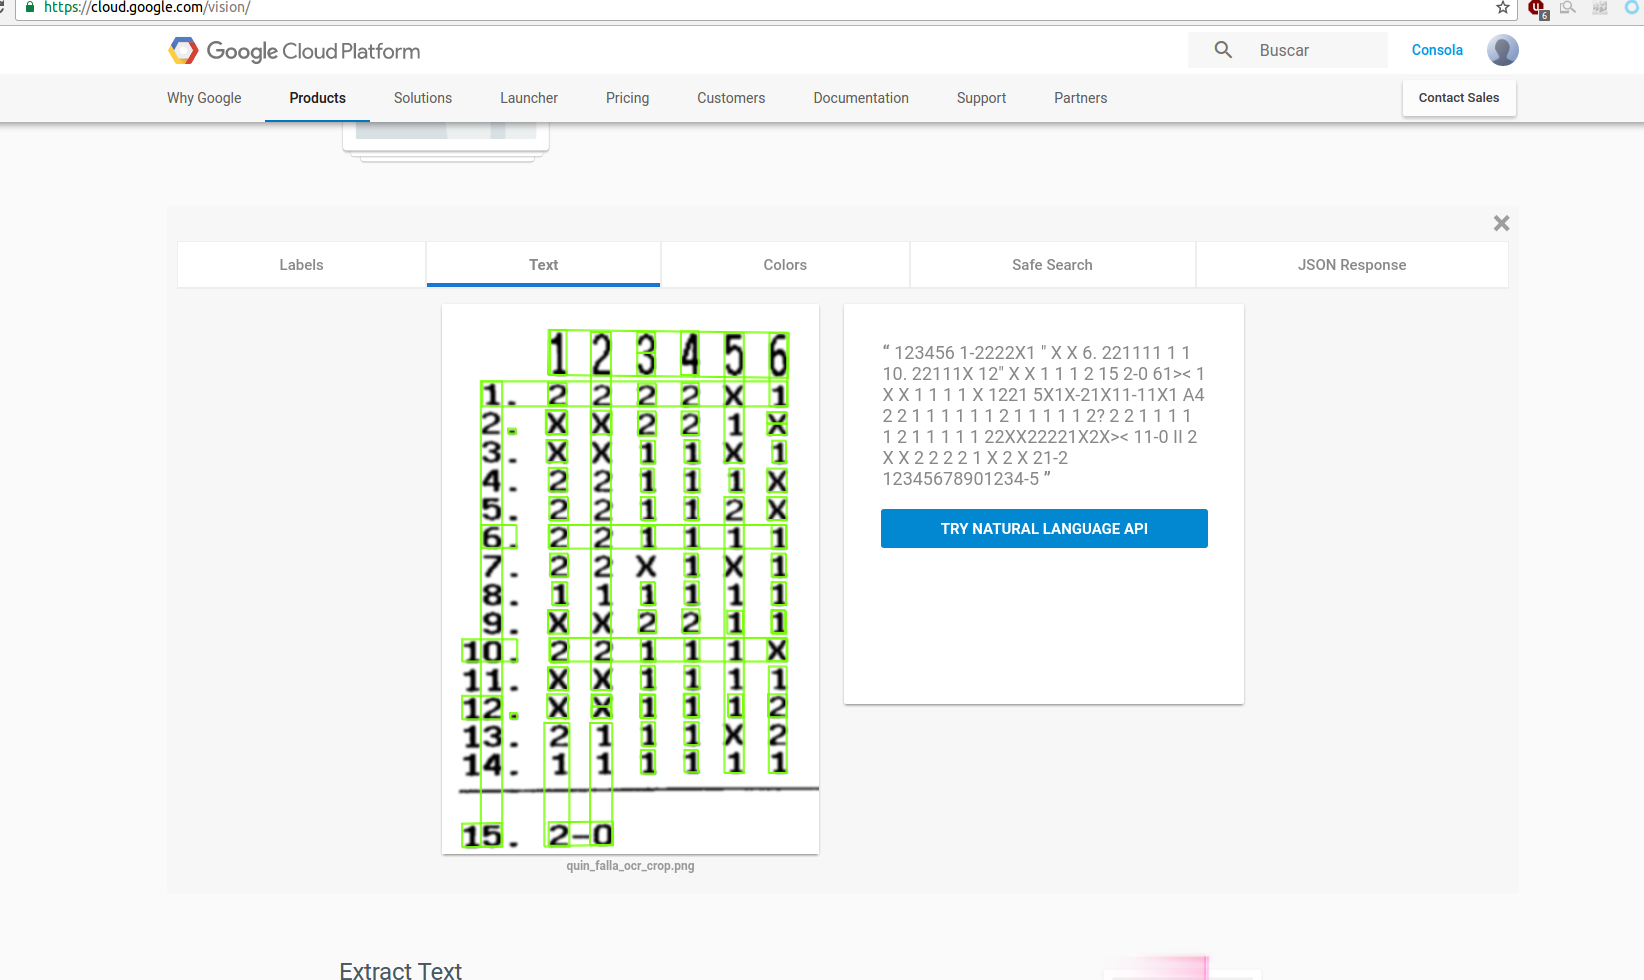 https://cloud.google.com/vision/
6
Google Cloud Platform
Buscar
Consola
Why Google Products Solutions Launcher Pricing Customers Documentation Support Partners Contact Sales
Labels Text Colors Safe Search JSON Response
1 2 3 4 5 6
1. 2 2 2 2 X 1
2. X X 2 2 1 X
3. X X 1 1 X 1
4. 2 2 1 1 1 X
5. 2 2 1 1 2 X
6. 2 2 1 1 1 1
7. 2 2 X 1 X 1
8. 1 1 1 1 1 1
9. X X 2 2 1 1
10. 2 2 1 1 1 X
11. X X 1 1 1 1
12. X X 1 1 1 2
13. 2 1 1 1 X 2
14. 1 1 1 1 1 1
15. 2-0
quin_falla_ocr_crop.png
“ 123456 1-2222X1 " X X 6. 221111 1 1
10. 22111X 12" X X 1 1 1 2 15 2-0 61>< 1
X X 1 1 1 1 X 1221 5X1X-21X11-11X1 A4
2 2 1 1 1 1 1 1 2 1 1 1 1 1 2? 2 2 1 1 1 1
1 2 1 1 1 1 1 22XX22221X2X>< 11-0 II 2
X X 2 2 2 2 1 X 2 X 21-2
12345678901234-5 ”
TRY NATURAL LANGUAGE API
Extract Text